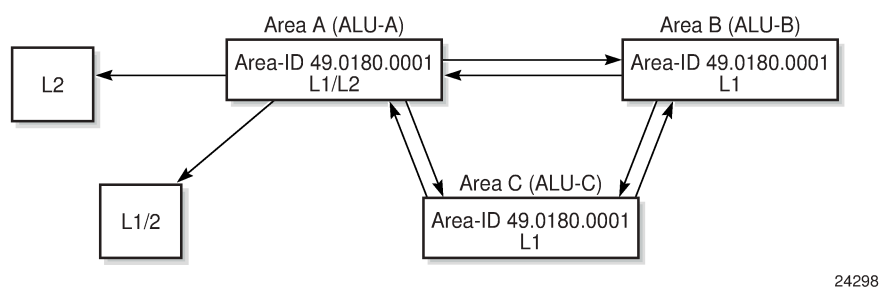 Area A (ALU-A)
Area B (ALU-B)
L2
Area-ID 49.0180.0001
L1/L2
Area-ID 49.0180.0001
L1
Area C (ALU-C)
L1/2
Area-ID 49.0180.0001
L1
24298